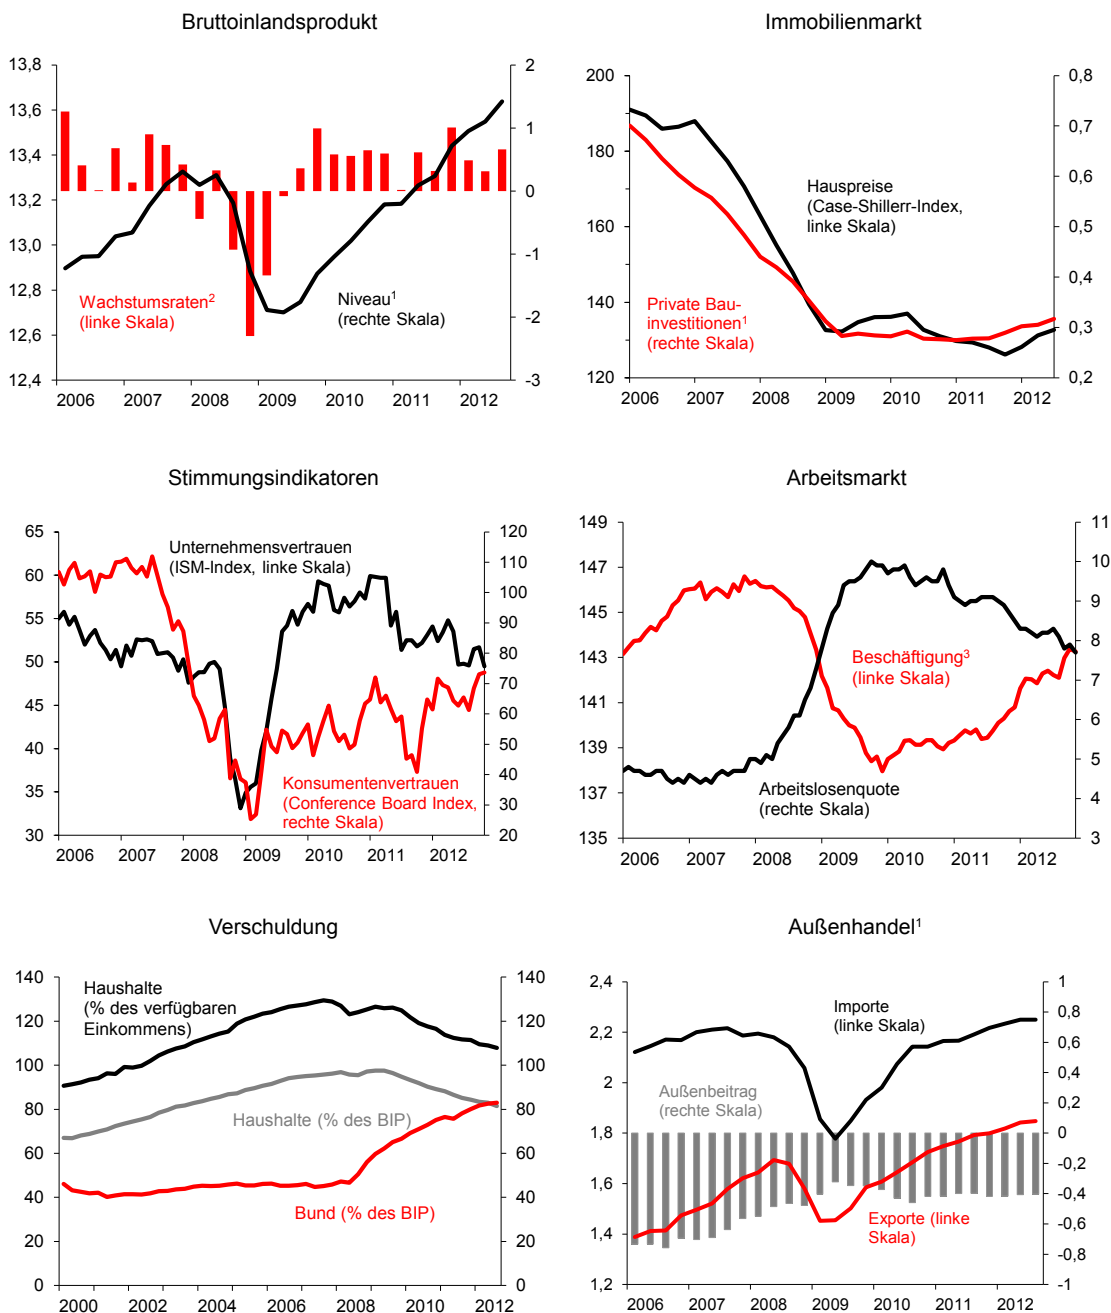 Bruttoinlandsprodukt
13,8
13,6
13,4
13,2
13,0
12,8
12,6
12,4
2
1
0
-1
-2
-3
Wachstumsraten²
(linke Skala)
Niveau¹
(rechte Skala)
2006 2007 2008 2009 2010 2011 2012
Immobilienmarkt
200
180
160
140
120
0,8
0,7
0,6
0,5
0,4
0,3
0,2
Hauspreise
(Case-Shillerr-Index,
linke Skala)
Private Bau-
investitionen¹
(rechte Skala)
2006 2007 2008 2009 2010 2011 2012
Stimmungsindikatoren
65
60
55
50
45
40
35
30
120
110
100
90
80
70
60
50
40
30
20
Unternehmensvertrauen
(ISM-Index, linke Skala)
Konsumentenvertrauen
(Conference Board Index,
rechte Skala)
2006 2007 2008 2009 2010 2011 2012
Arbeitsmarkt
149
147
145
143
141
139
137
135
11
10
9
8
7
6
5
4
3
Beschäftigung³
(linke Skala)
Arbeitslosenquote
(rechte Skala)
2006 2007 2008 2009 2010 2011 2012
Verschuldung
140
120
100
80
60
40
20
0
140
120
100
80
60
40
20
0
Haushalte
(% des verfügbaren
Einkommens)
Haushalte (% des BIP)
Bund (% des BIP)
2000 2002 2004 2006 2008 2010 2012
Außenhandel¹
2,4
2,2
2
1,8
1,6
1,4
1,2
1
0,8
0,6
0,4
0,2
0
-0,2
-0,4
-0,6
-0,8
-1
Importe
(linke Skala)
Außenbeitrag
(rechte Skala)
Exporte (linke
Skala)
2006 2007 2008 2009 2010 2011 2012